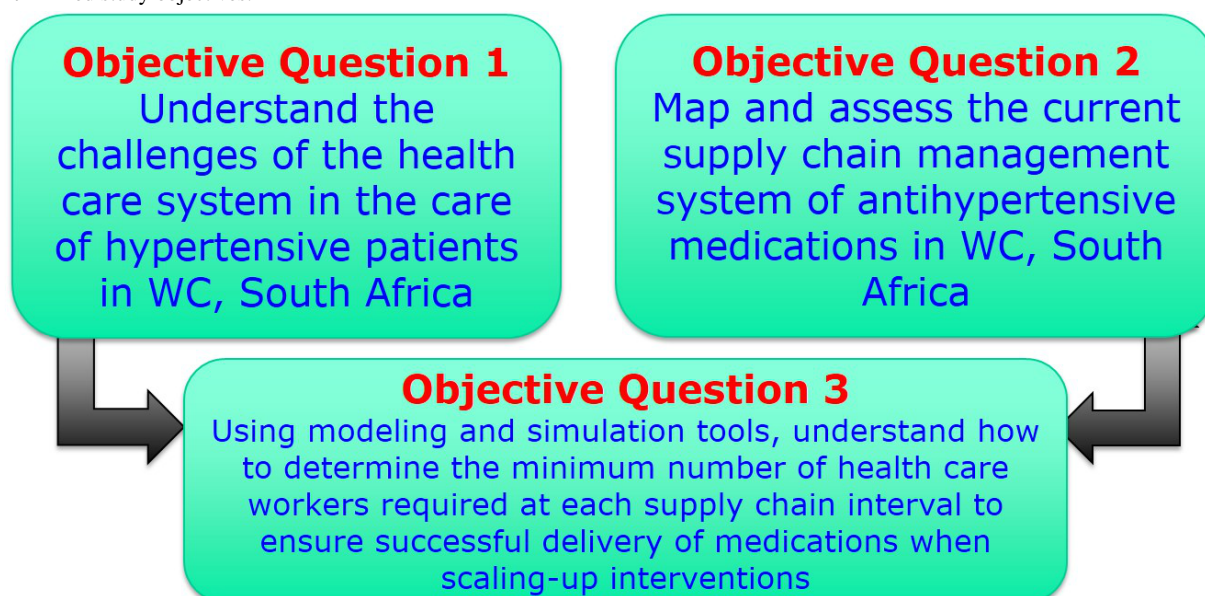 Objective Question 1
Understand the
challenges of the health
care system in the care
of hypertensive patients
in WC, South Africa
Objective Question 2
Map and assess the current
supply chain management
system of antihypertensive
medications in WC, South
Africa
Objective Question 3
Using modeling and simulation tools, understand how
to determine the minimum number of health care
workers required at each supply chain interval to
ensure successful delivery of medications when
scaling-up interventions